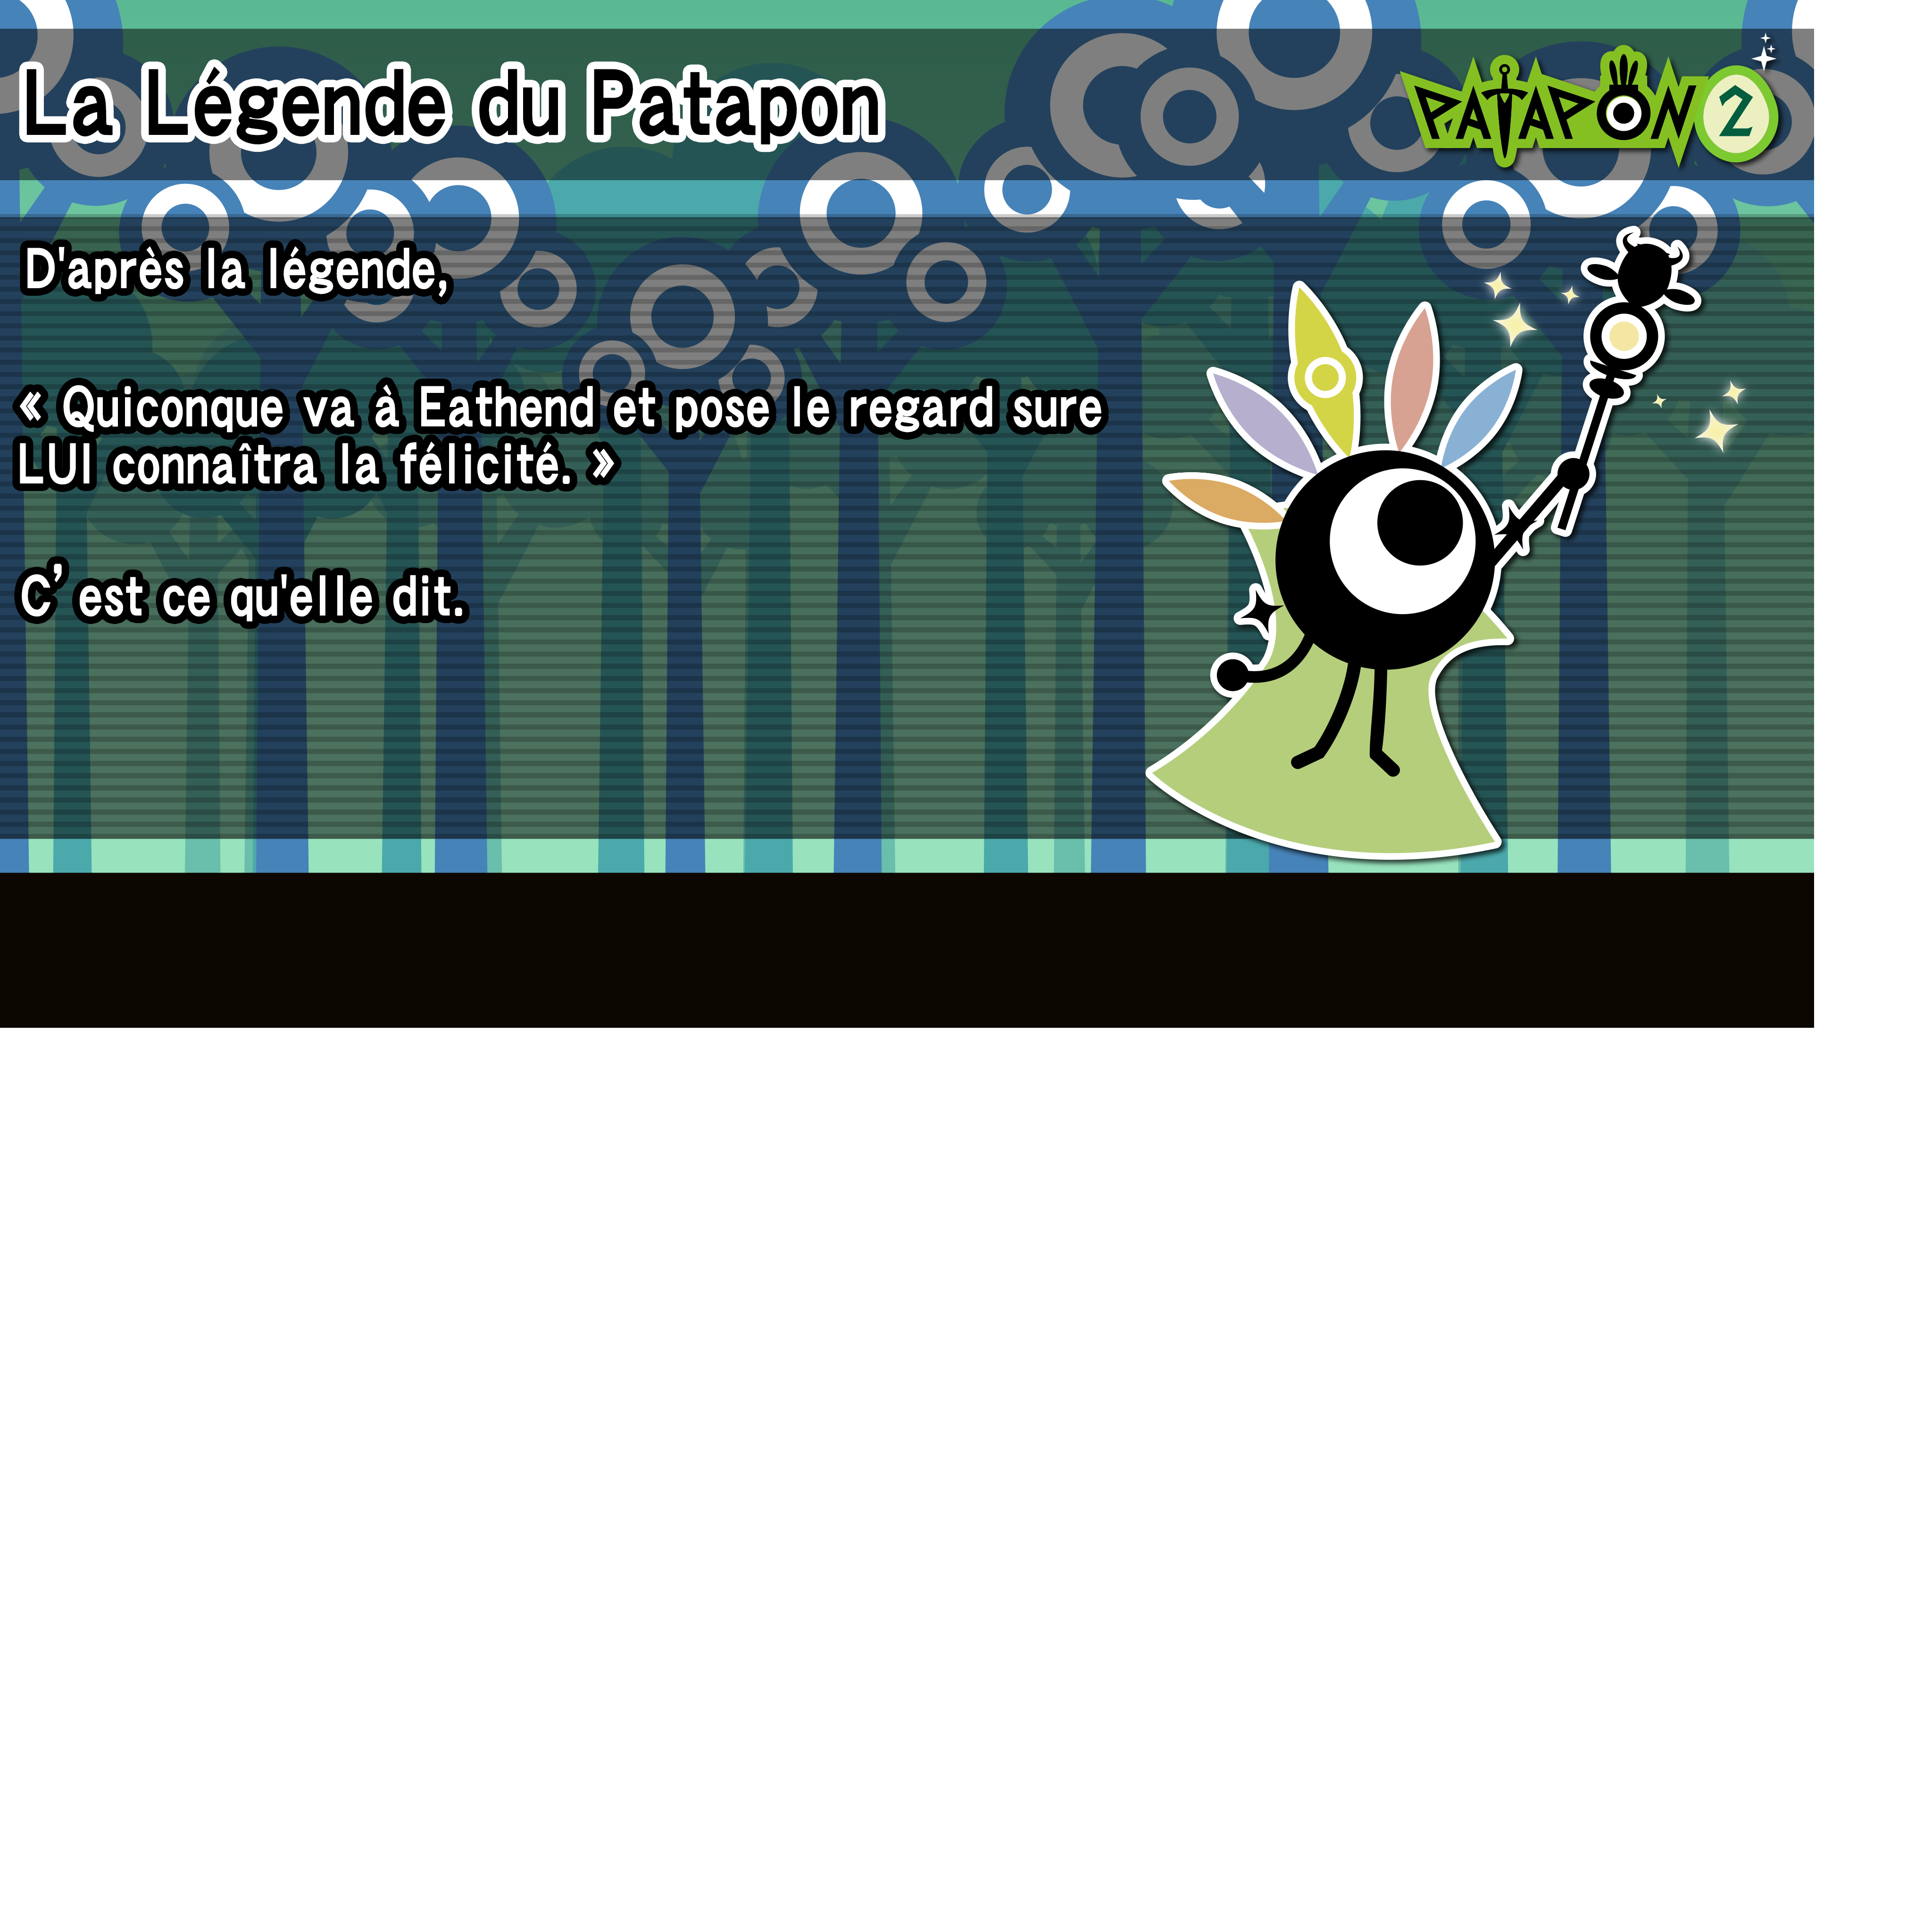 La Légende du Patapon
PATAPON 2
D'après la légende,
« Quiconque va à Eathend et pose le regard sure
LUI connaîtra la félicité. »
C’est ce qu'elle dit.